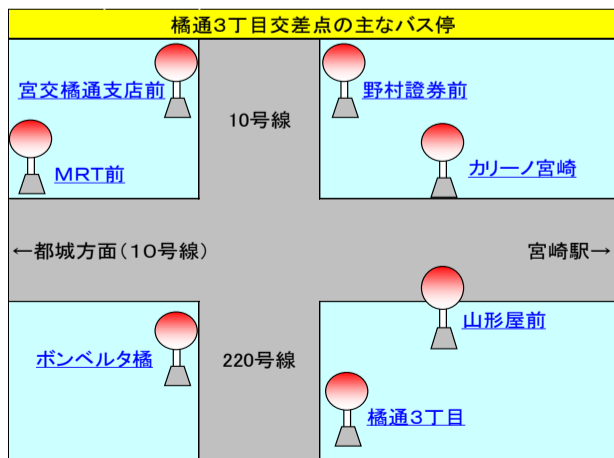 橘通３丁目交差点の主なバス停
宮交橘通支店前
野村證券前
10号線
MRT前
カリーノ宮崎
←都城方面（１０号線）
宮崎駅→
山形屋前
ボンベルタ橘
220号線
橘通３丁目